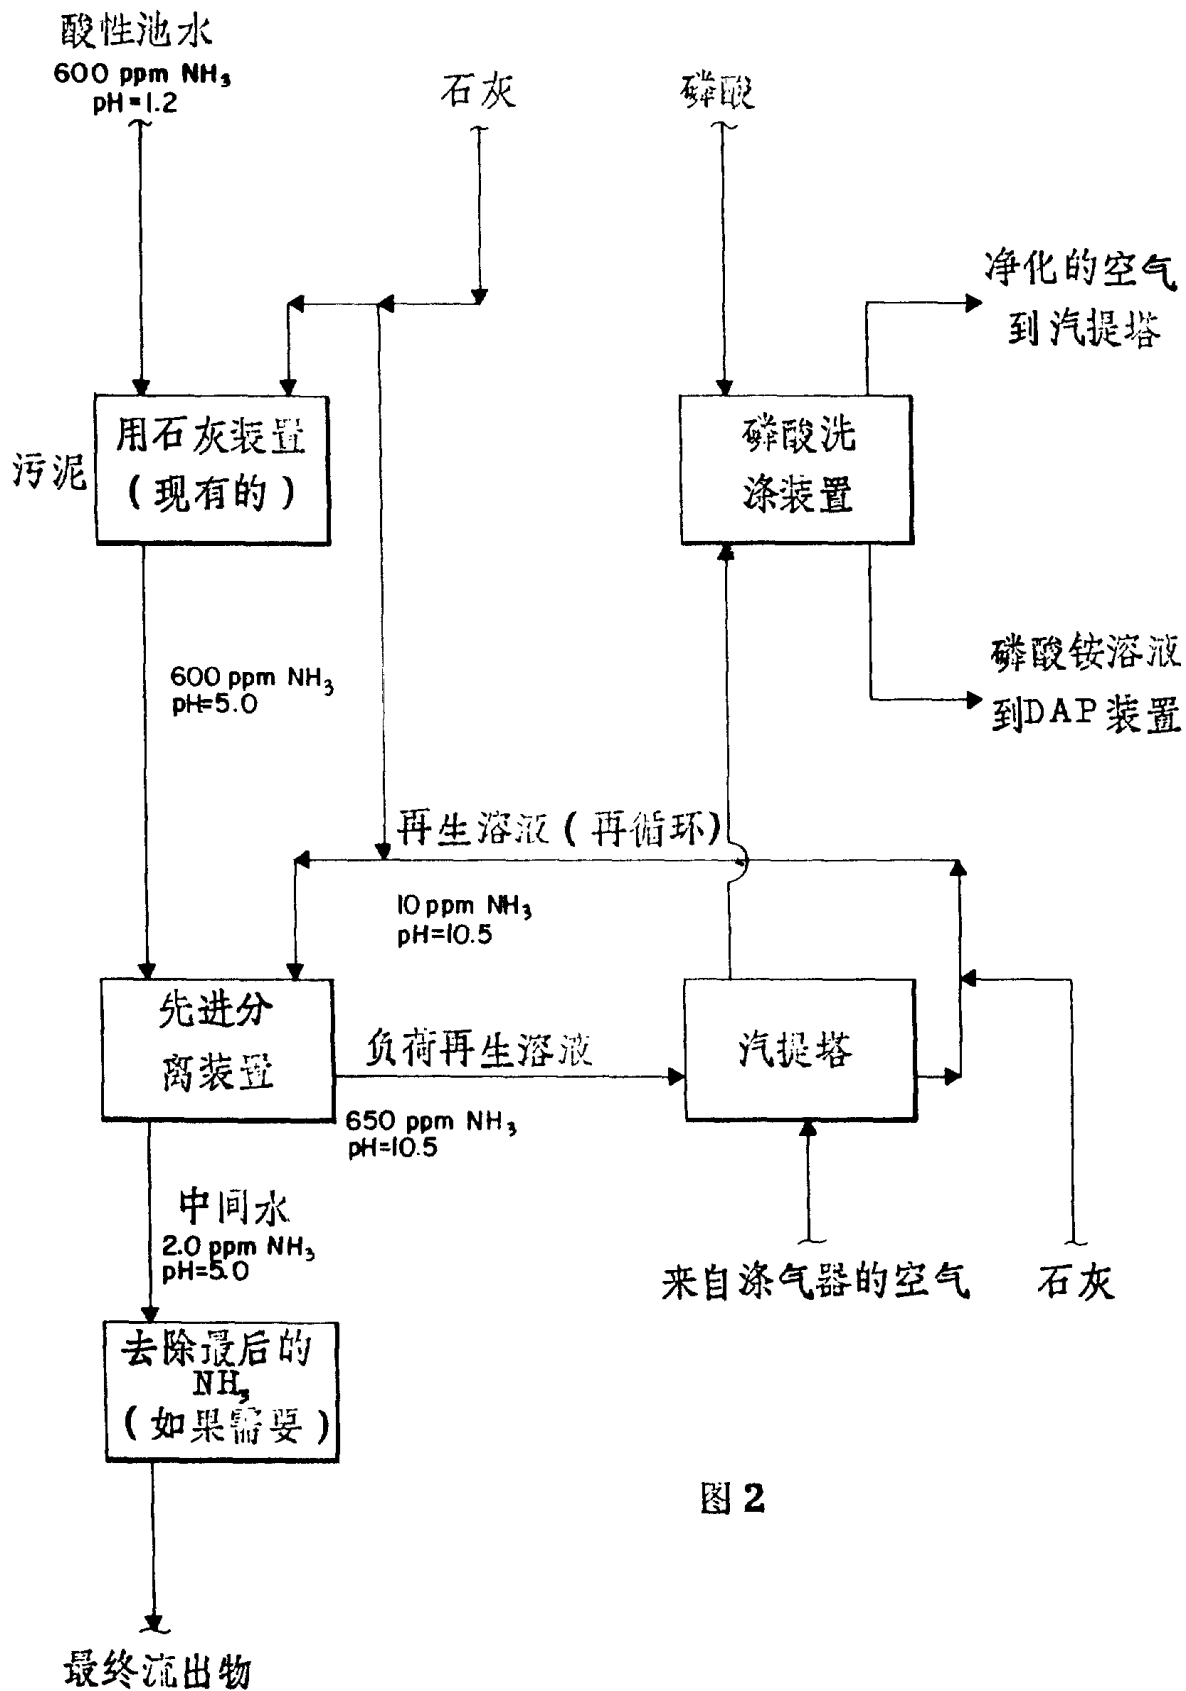 酸性池水
600 ppm NH₃
pH=1.2
石灰
磷酸
净化的空气
到汽提塔
用石灰装置
(现有的)
污泥
磷酸洗
涤装置
600 ppm NH₃
pH=5.0
磷酸铵溶液
到DAP装置
再生溶液(再循环)
10 ppm NH₃
pH=10.5
先进分
离装置
负荷再生溶液
汽提塔
650 ppm NH₃
pH=10.5
中间水
2.0 ppm NH₃
pH=5.0
来自涤气器的空气
石灰
去除最后的
NH₃
(如果需要)
图2
最终流出物